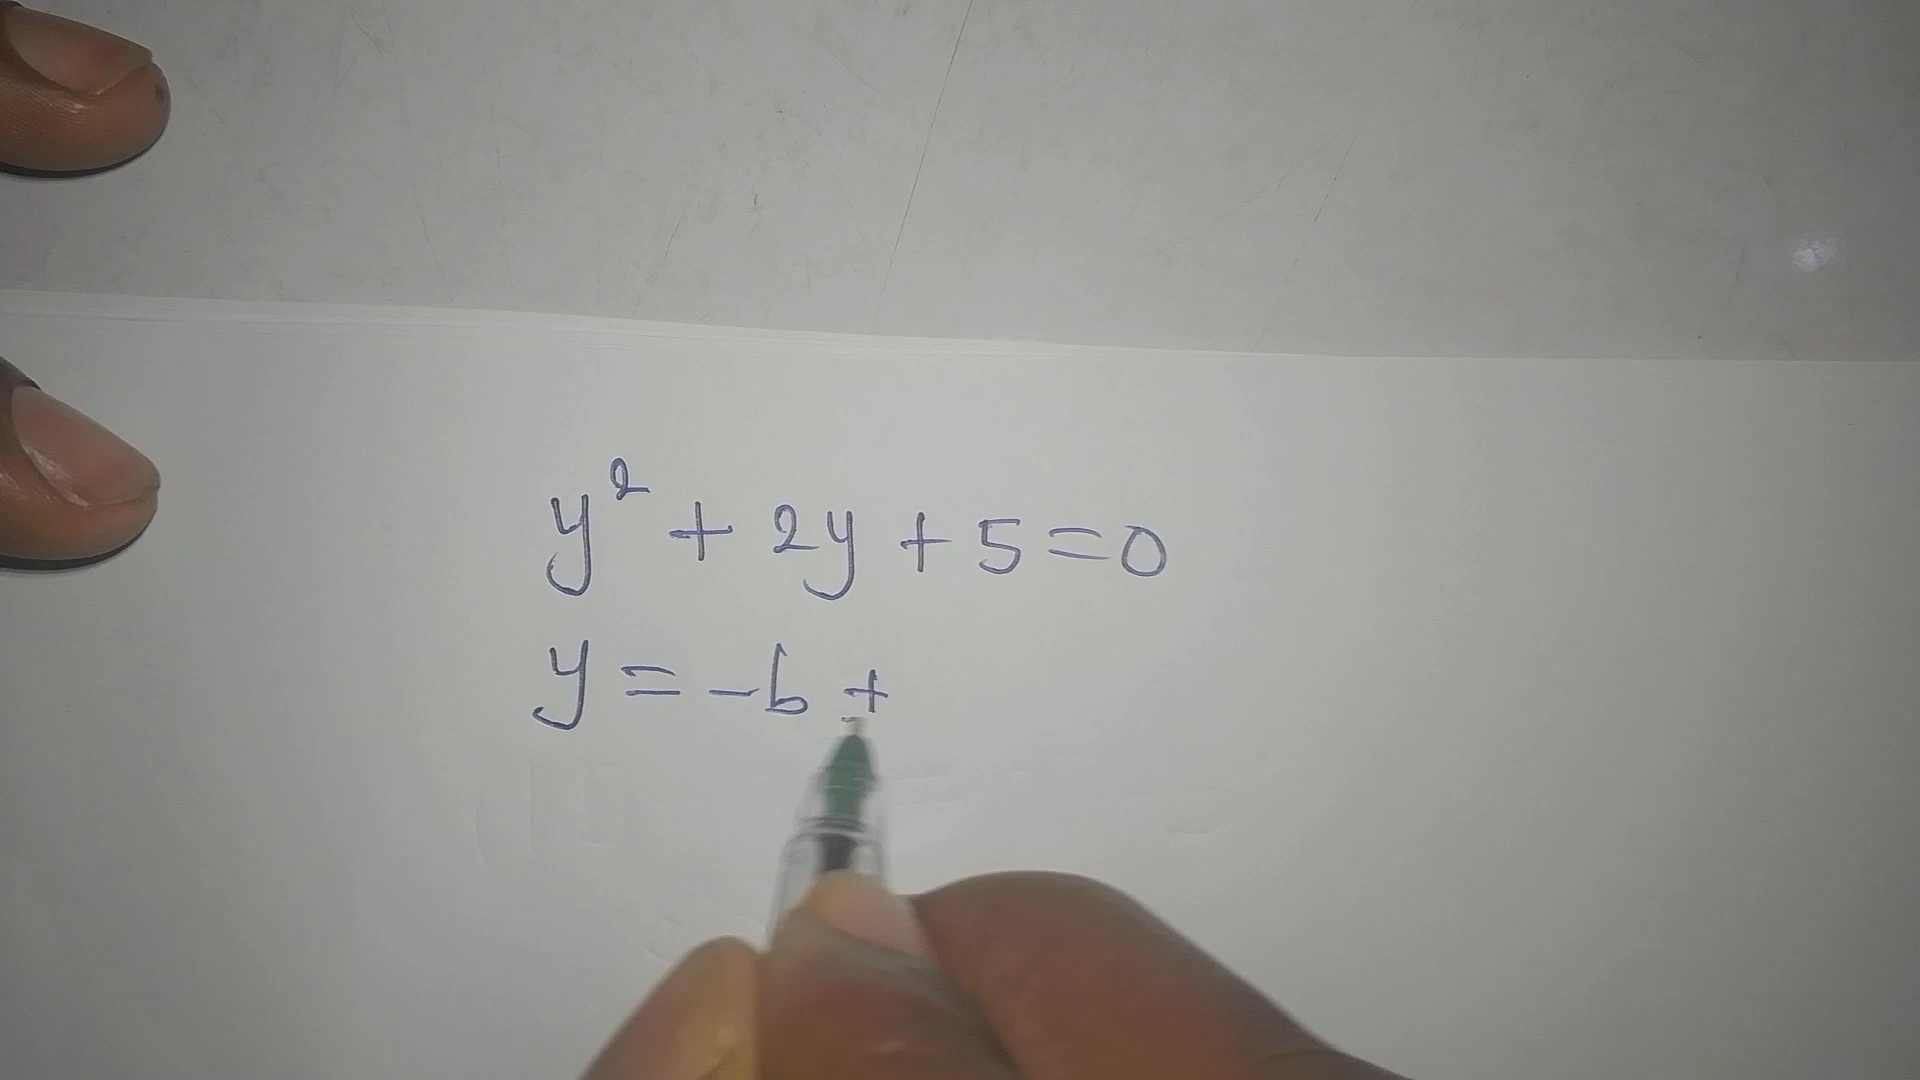 y² + 2y + 5 = 0
y = -b ±